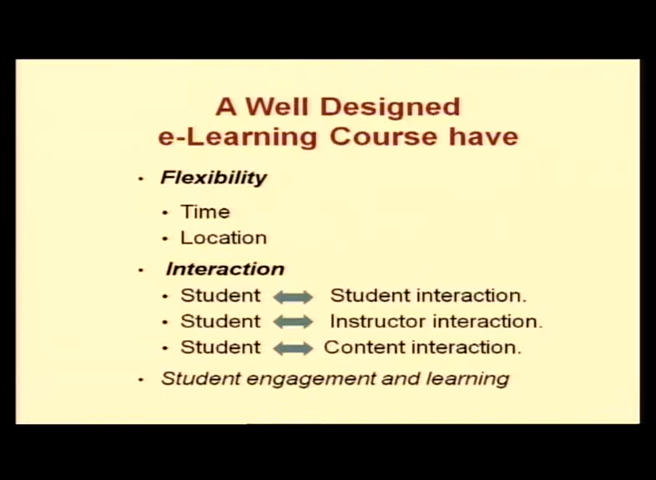 A Well Designed
e-Learning Course have
• Flexibility
• Time
• Location
• Interaction
• Student ⟺ Student interaction.
• Student ⟺ Instructor interaction.
• Student ⟺ Content interaction.
• Student engagement and learning